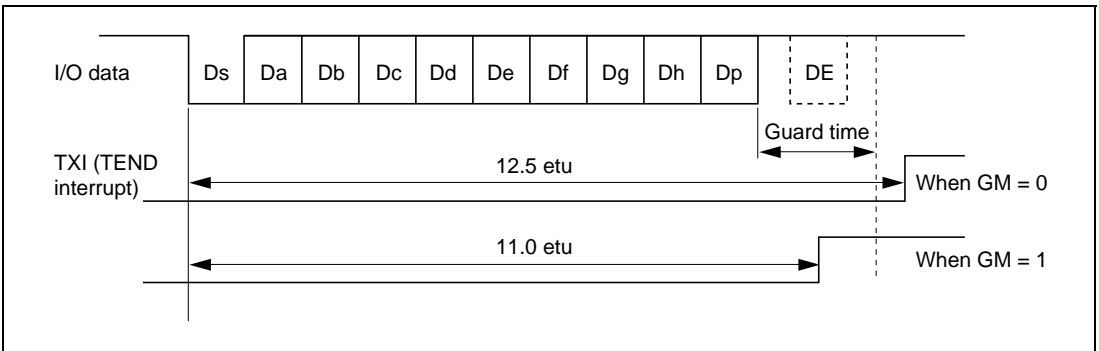 I/O data
Ds Da Db Dc Dd De Df Dg Dh Dp DE
Guard time
TXI (TEND
interrupt)
12.5 etu
When GM = 0
11.0 etu
When GM = 1